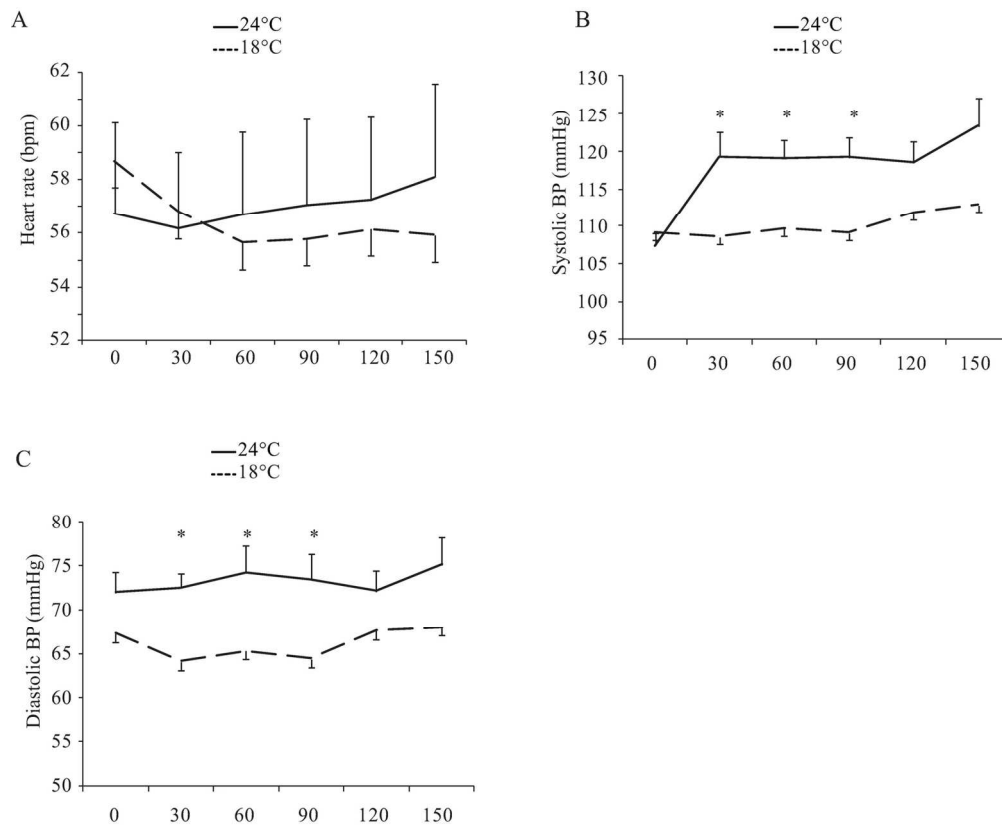 A
24°C
18°C
Heart rate (bpm)
62
60
58
56
54
52
0 30 60 90 120 150
B
24°C
18°C
Systolic BP (mmHg)
130
125
120
115
110
105
100
95
* * *
0 30 60 90 120 150
C
24°C
18°C
Diastolic BP (mmHg)
80
75
70
65
60
55
50
* * *
0 30 60 90 120 150